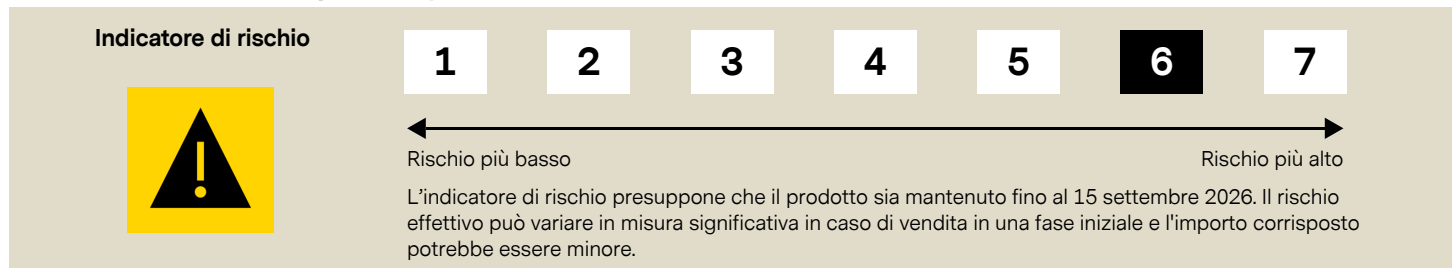 Indicatore di rischio
1 2 3 4 5 6 7
Rischio più basso Rischio più alto
L'indicatore di rischio presuppone che il prodotto sia mantenuto fino al 15 settembre 2026. Il rischio
effettivo può variare in misura significativa in caso di vendita in una fase iniziale e l'importo corrisposto
potrebbe essere minore.